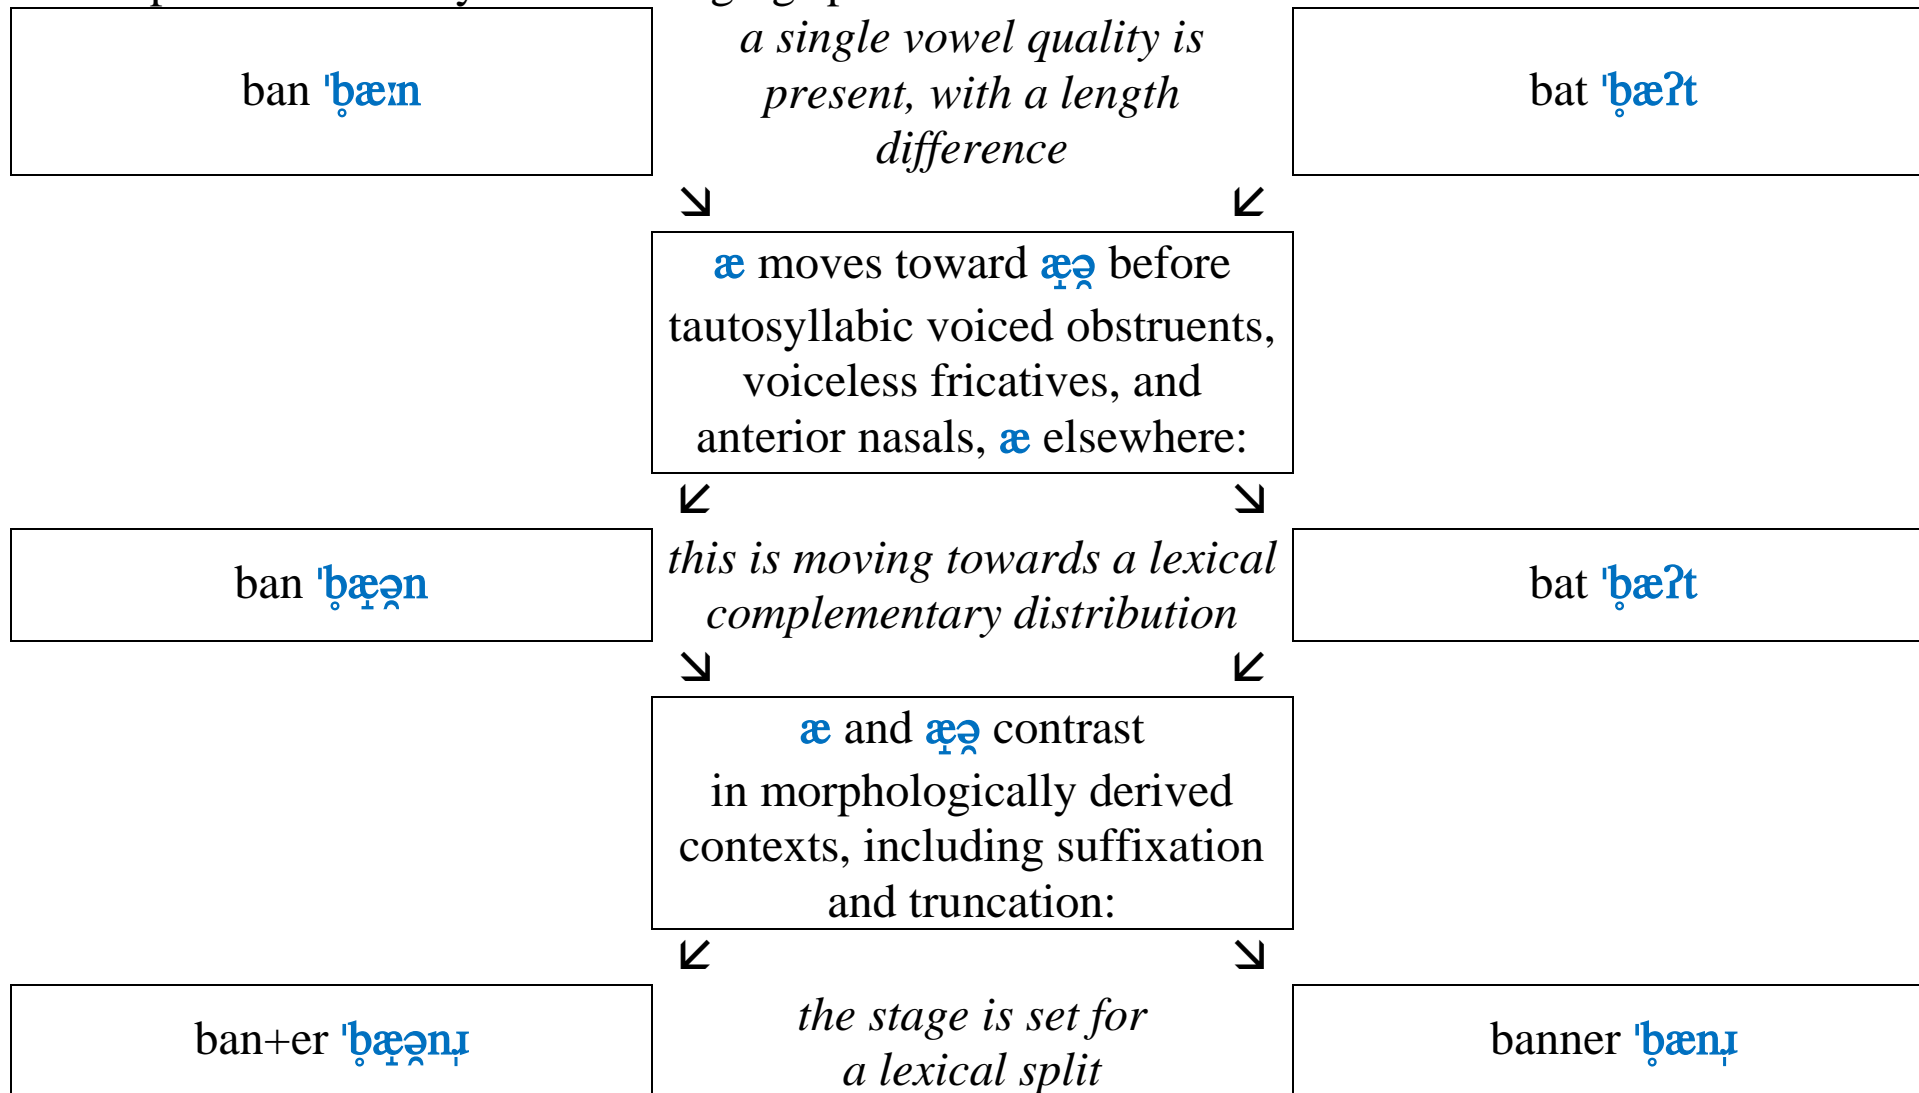 ban ˈb̥æːn
a single vowel quality is
present, with a length
difference
bat ˈb̥æʔt
↘ ↙
æ moves toward æ̝ə̯ before
tautosyllabic voiced obstruents,
voiceless fricatives, and
anterior nasals, æ elsewhere:
↙ ↘
ban ˈb̥æ̝ə̯n
this is moving towards a lexical
complementary distribution
bat ˈb̥æʔt
↘ ↙
æ and æ̝ə̯ contrast
in morphologically derived
contexts, including suffixation
and truncation:
↙ ↘
ban+er ˈb̥æ̝ə̯nɹ̩
the stage is set for
a lexical split
banner ˈb̥ænɹ̩